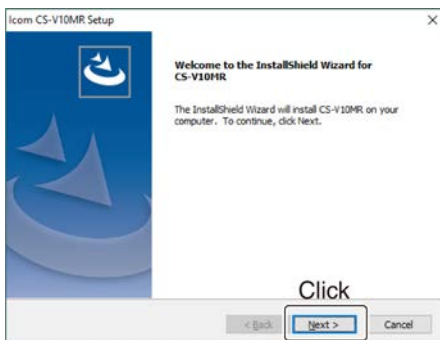 Icom CS-V10MR Setup
Welcome to the InstallShield Wizard for
CS-V10MR
The InstallShield Wizard will install CS-V10MR on your
computer. To continue, click Next.
Click
< Back
Next >
Cancel